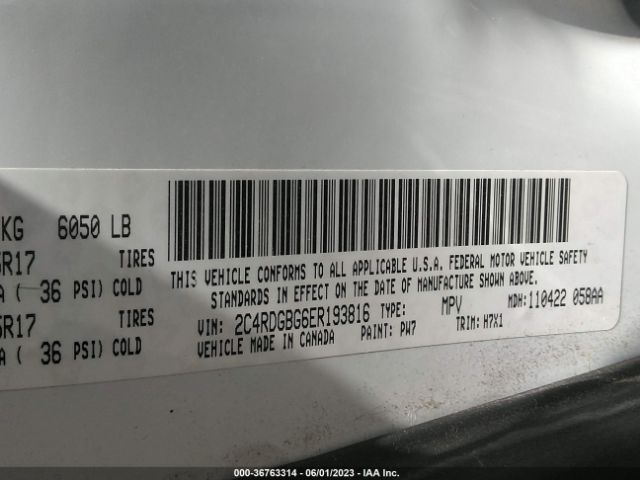 KG 6050 LB
5R17 TIRES
A ( 36 PSI) COLD
5R17 TIRES
A ( 36 PSI) COLD
THIS VEHICLE CONFORMS TO ALL APPLICABLE U.S.A. FEDERAL MOTOR VEHICLE SAFETY
STANDARDS IN EFFECT ON THE DATE OF MANUFACTURE SHOWN ABOVE.
VIN: 2C4RDGBG6ER193816 TYPE: MPV MDH:110422 058AA
VEHICLE MADE IN CANADA PAINT: PW7 TRIM: H7X1
000-36763314 - 06/01/2023 - IAA Inc.